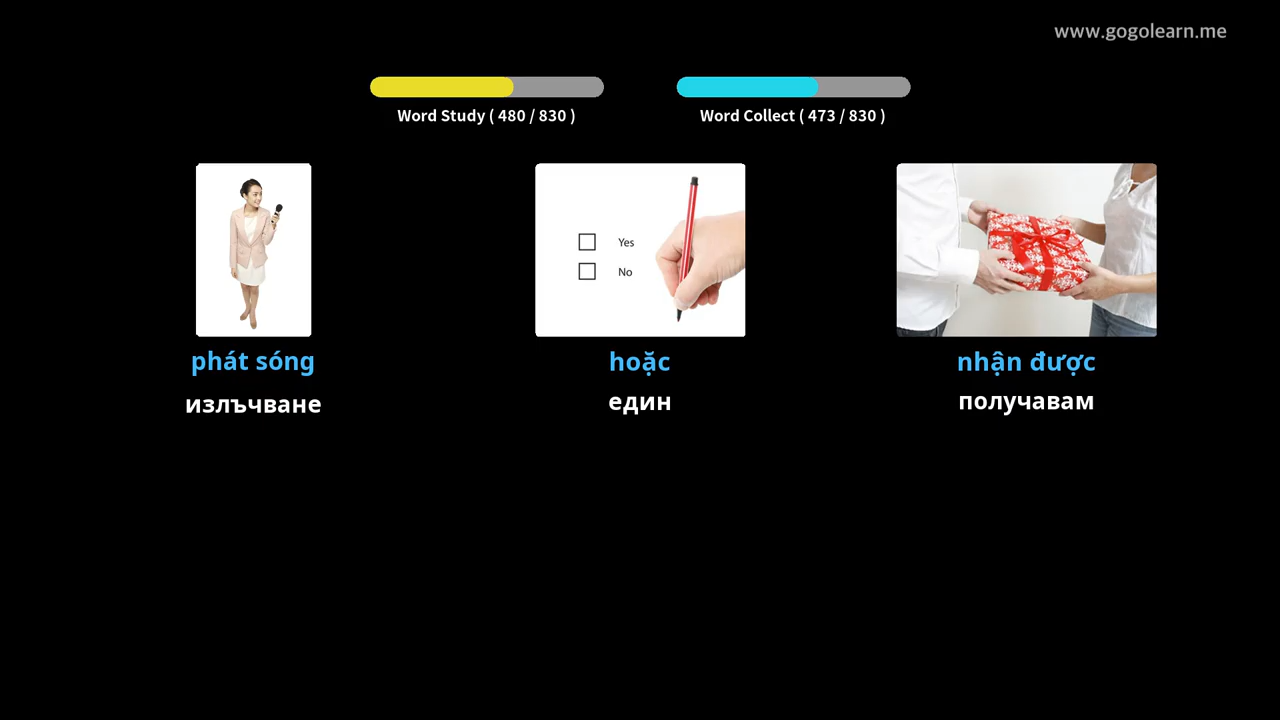 www.gogolearn.me
Word Study ( 480 / 830 )
Word Collect ( 473 / 830 )
Yes
No
phát sóng
hoặc
nhận được
излъчване
един
получавам